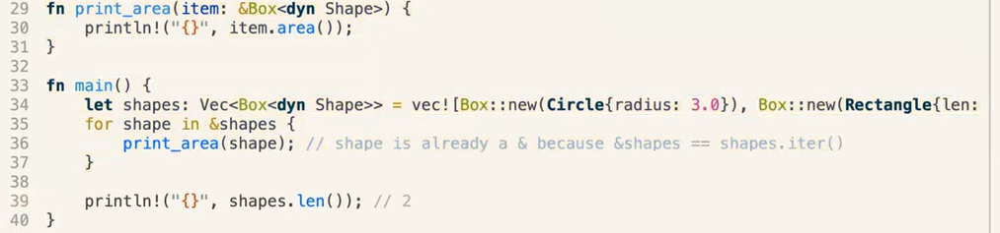 29 fn print_area(item: &Box<dyn Shape>) {
30     println!("{}", item.area());
31 }
32
33 fn main() {
34     let shapes: Vec<Box<dyn Shape>> = vec![Box::new(Circle{radius: 3.0}), Box::new(Rectangle{len:
35     for shape in &shapes {
36         print_area(shape); // shape is already a & because &shapes == shapes.iter()
37     }
38
39     println!("{}", shapes.len()); // 2
40 }